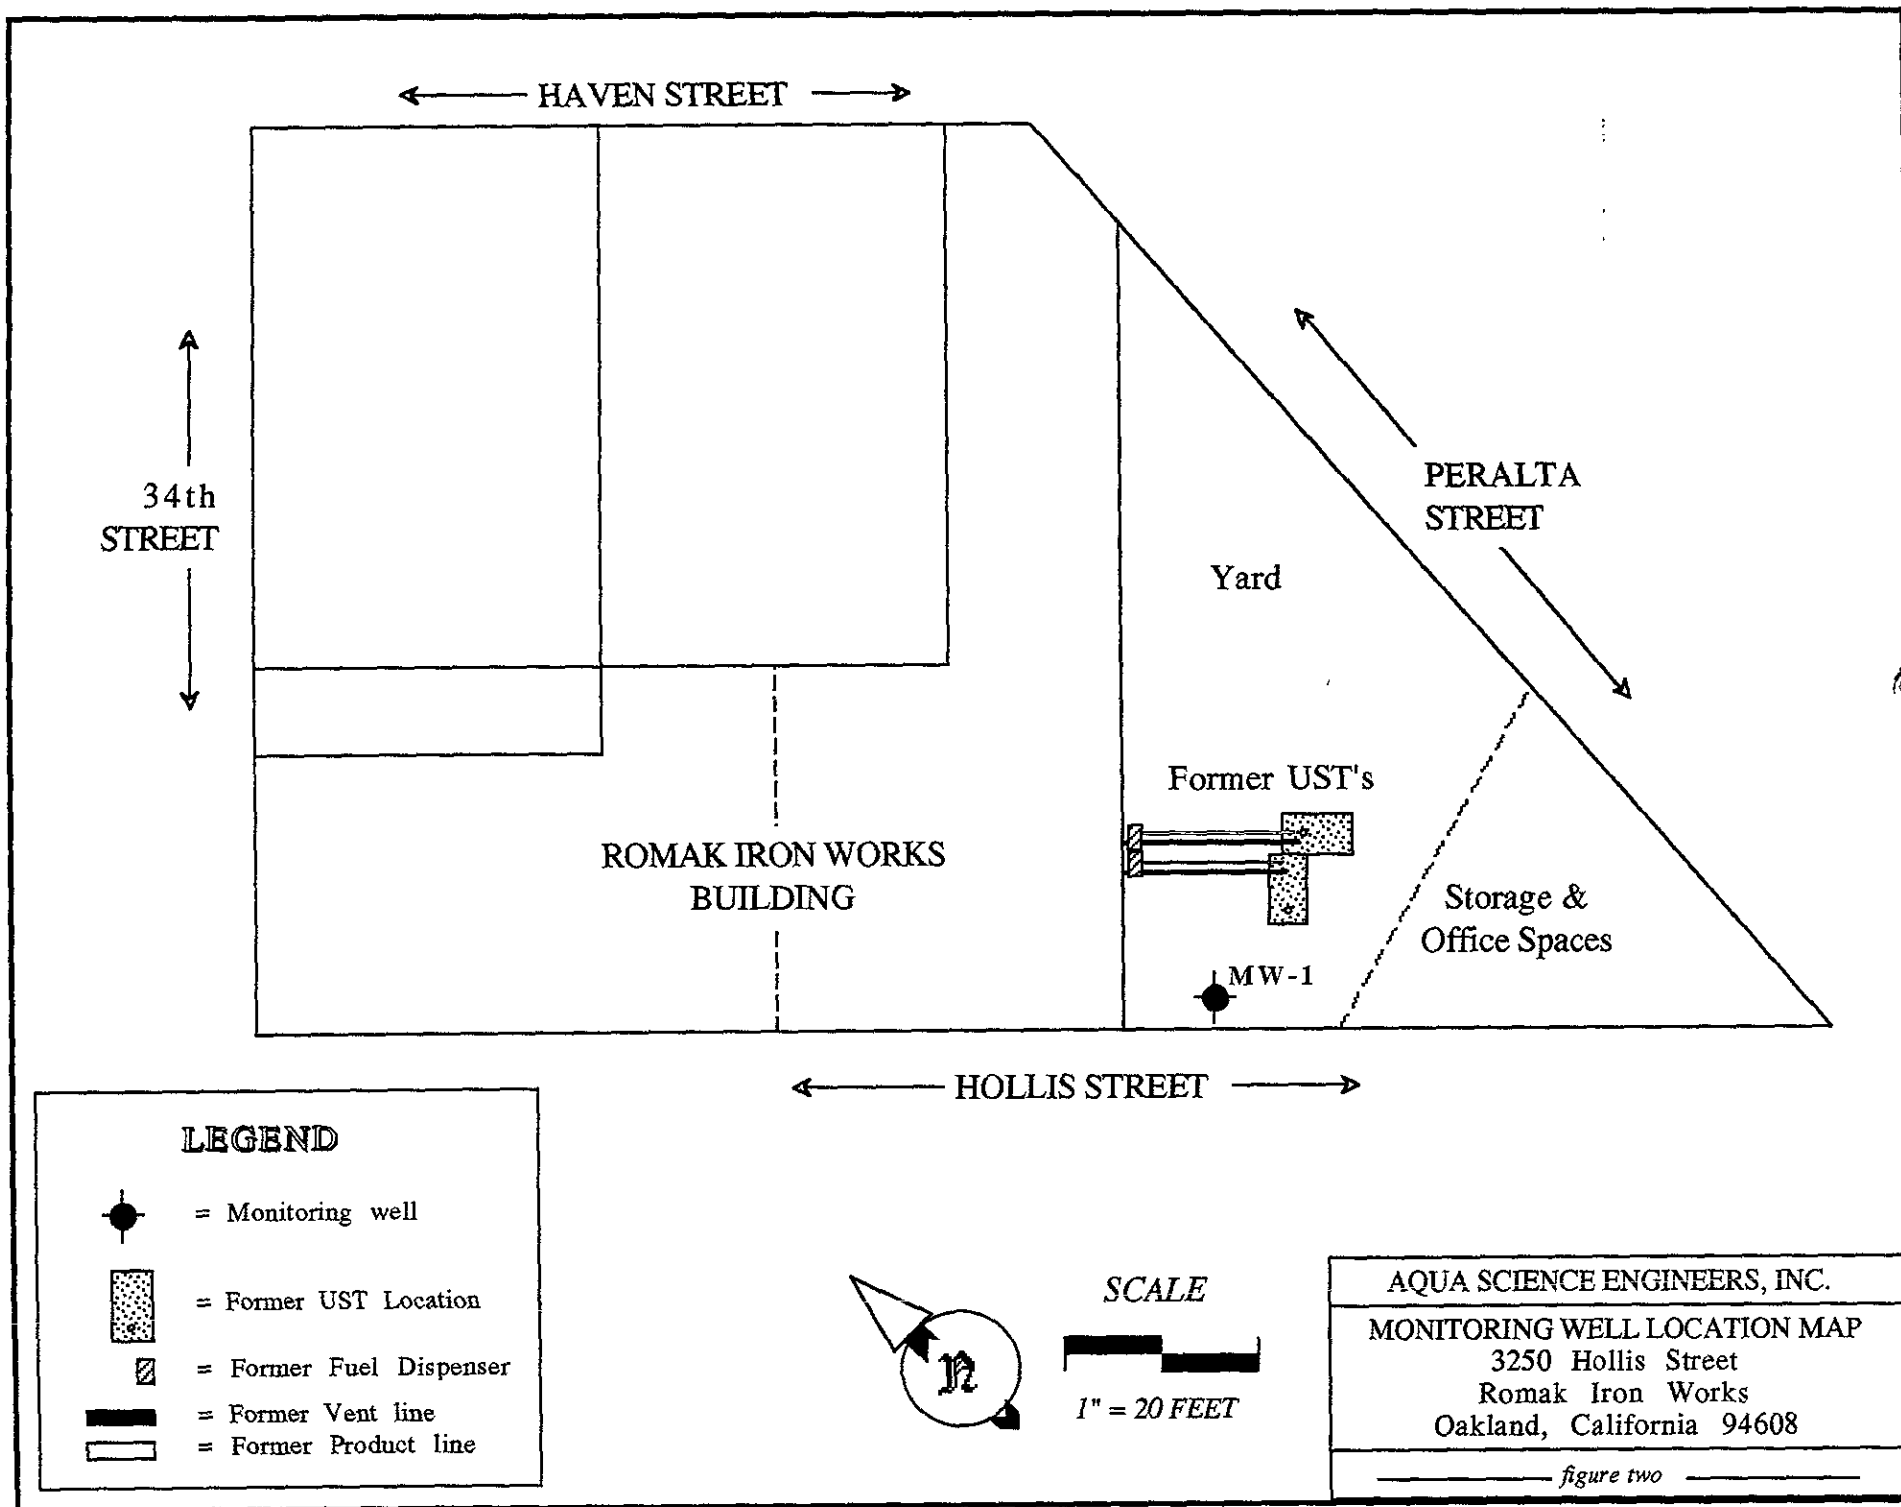 HAVEN STREET
34th
STREET
PERALTA
STREET
Yard
Former UST's
ROMAK IRON WORKS
BUILDING
Storage &
Office Spaces
MW-1
HOLLIS STREET
LEGEND
= Monitoring well
= Former UST Location
= Former Fuel Dispenser
= Former Vent line
= Former Product line
n
SCALE
1" = 20 FEET
AQUA SCIENCE ENGINEERS, INC.
MONITORING WELL LOCATION MAP
3250 Hollis Street
Romak Iron Works
Oakland, California 94608
figure two